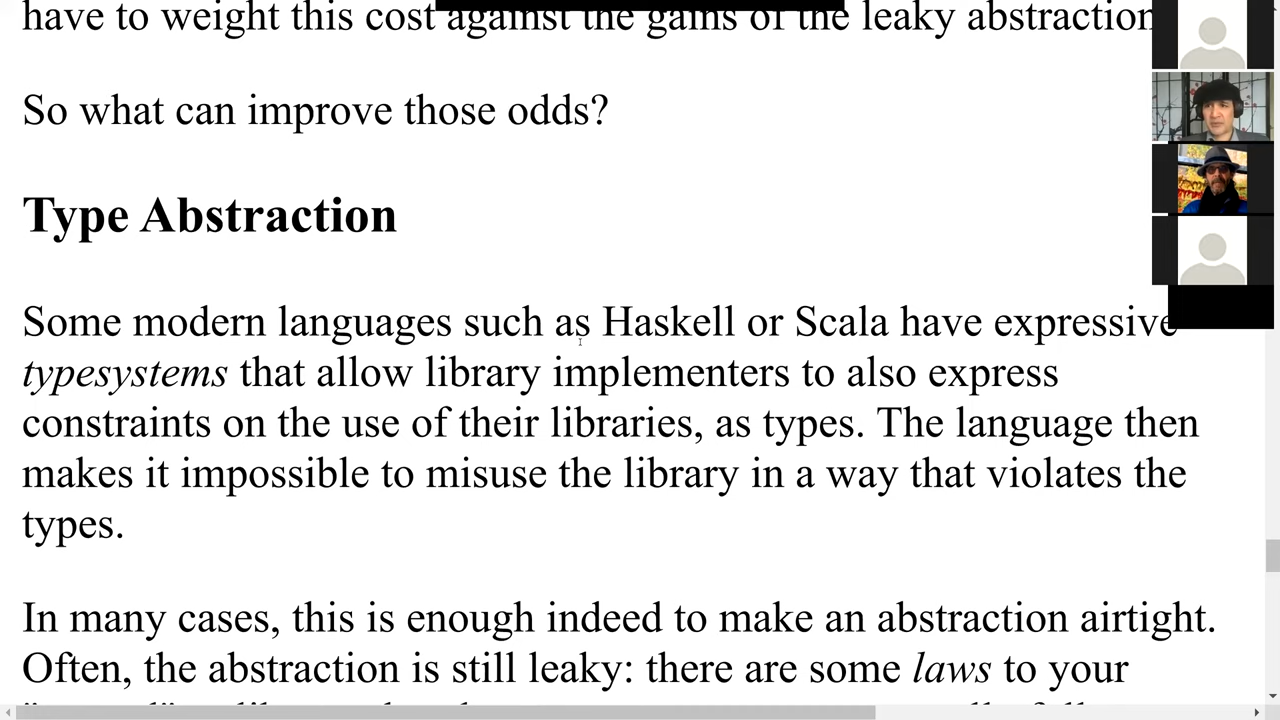 have to weight this cost against the gains of the leaky abstraction
So what can improve those odds?
Type Abstraction
Some modern languages such as Haskell or Scala have expressive
typesystems that allow library implementers to also express
constraints on the use of their libraries, as types. The language then
makes it impossible to misuse the library in a way that violates the
types.
In many cases, this is enough indeed to make an abstraction airtight.
Often, the abstraction is still leaky: there are some laws to your